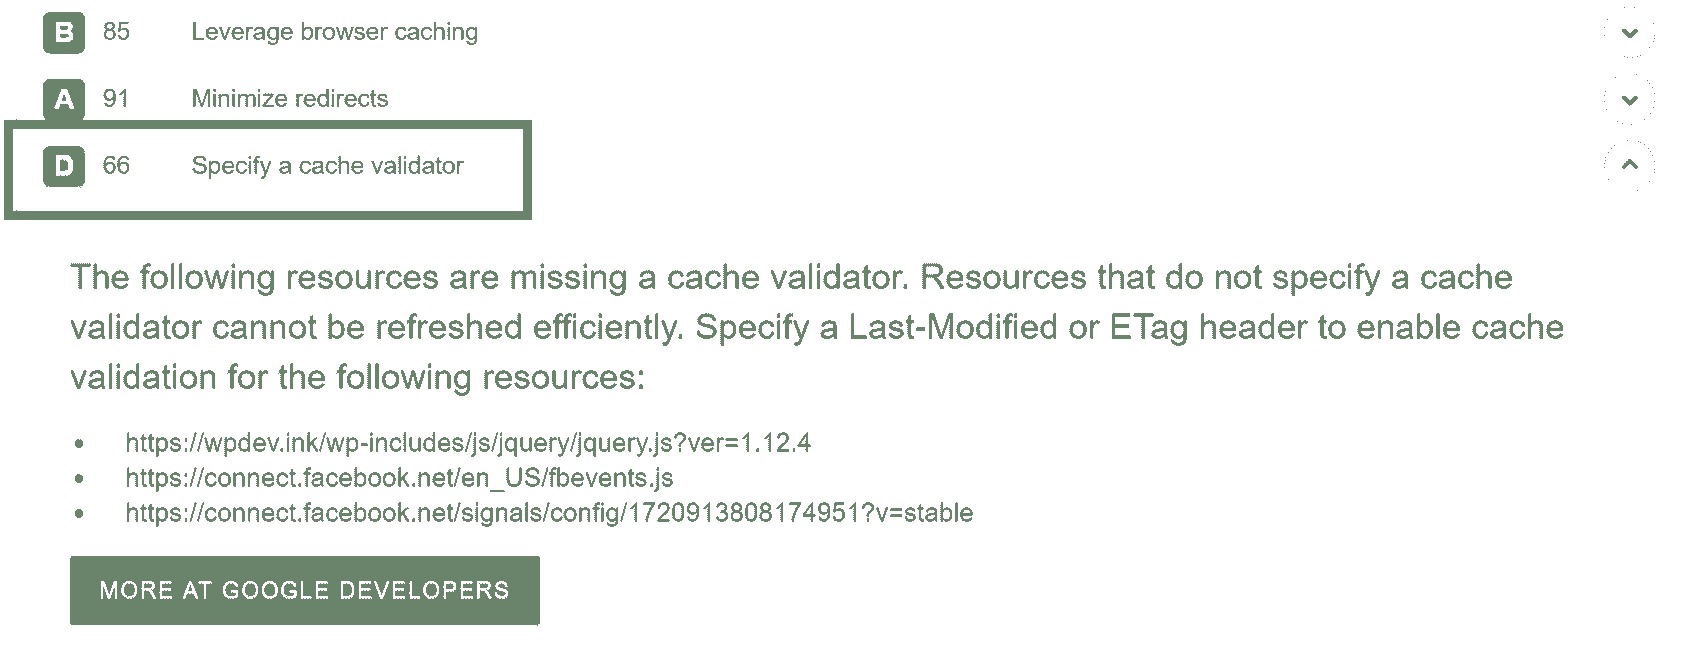 B 85 Leverage browser caching
A 91 Minimize redirects
D 66 Specify a cache validator
The following resources are missing a cache validator. Resources that do not specify a cache
validator cannot be refreshed efficiently. Specify a Last-Modified or ETag header to enable cache
validation for the following resources:
• https://wpdev.ink/wp-includes/js/jquery/jquery.js?ver=1.12.4
• https://connect.facebook.net/en_US/fbevents.js
• https://connect.facebook.net/signals/config/1720913808174951?v=stable
MORE AT GOOGLE DEVELOPERS